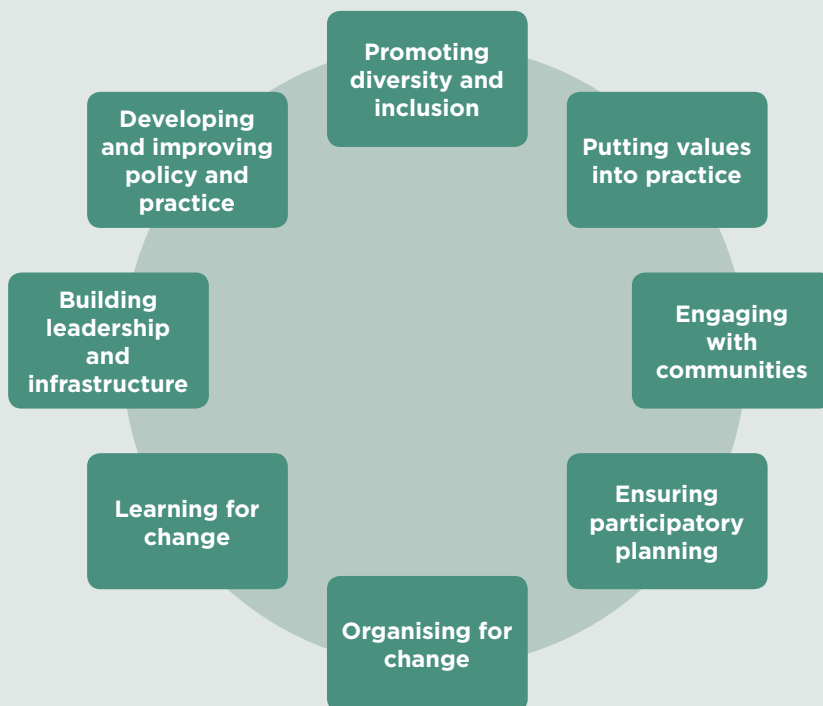 Promoting
diversity and
inclusion
Putting values
into practice
Engaging
with
communities
Ensuring
participatory
planning
Organising for
change
Learning for
change
Building
leadership
and
infrastructure
Developing
and improving
policy and
practice